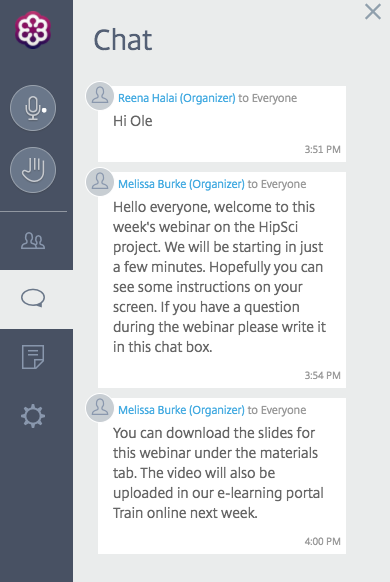 Chat
Reena Halai (Organizer) to Everyone
Hi Ole
3:51 PM
Melissa Burke (Organizer) to Everyone
Hello everyone, welcome to this
week's webinar on the HipSci
project. We will be starting in just
a few minutes. Hopefully you can
see some instructions on your
screen. If you have a question
during the webinar please write it
in this chat box.
3:54 PM
Melissa Burke (Organizer) to Everyone
You can download the slides for
this webinar under the materials
tab. The video will also be
uploaded in our e-learning portal
Train online next week.
4:00 PM